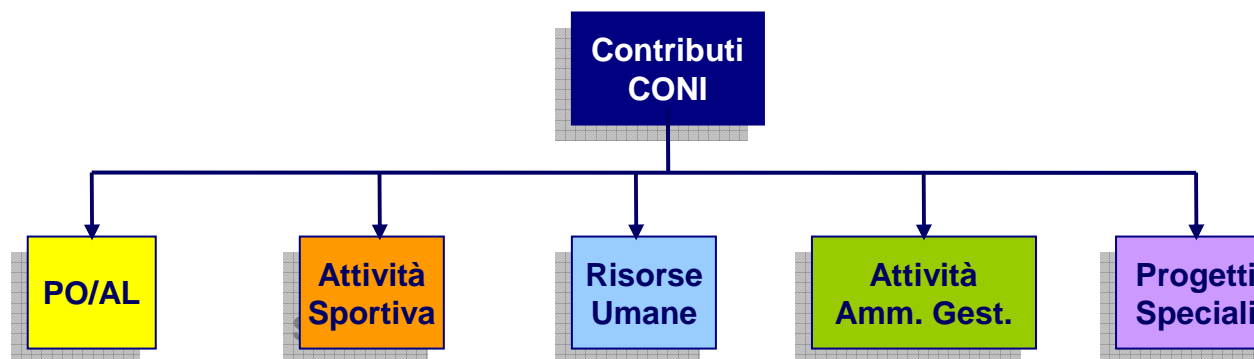 Contributi
CONI
PO/AL
Attività
Sportiva
Risorse
Umane
Attività
Amm. Gest.
Progetti
Speciali